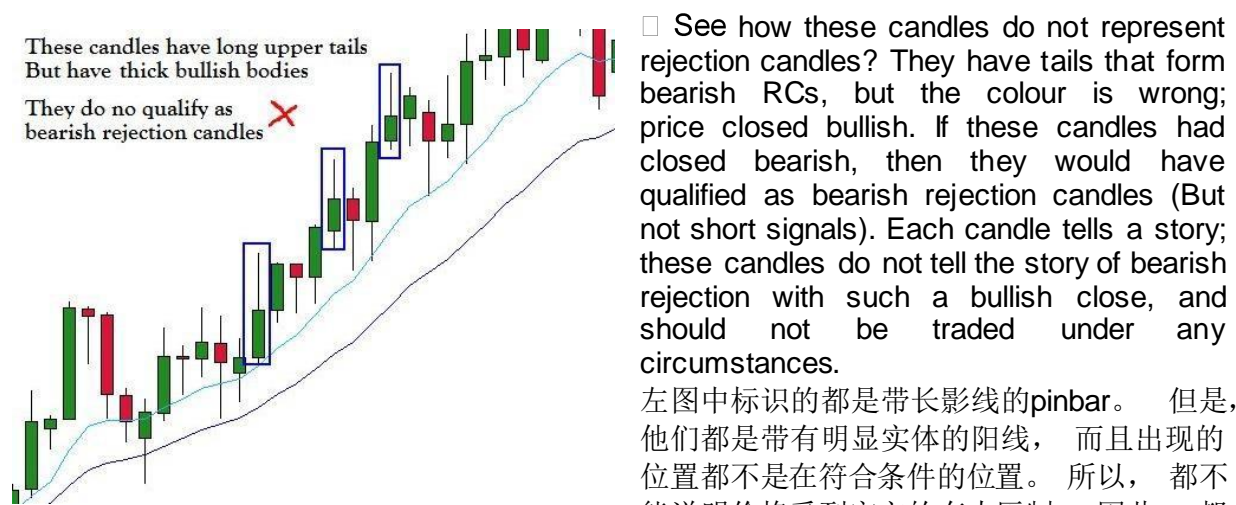 These candles have long upper tails
But have thick bullish bodies
They do no qualify as
bearish rejection candles
See how these candles do not represent
rejection candles? They have tails that form
bearish RCs, but the colour is wrong;
price closed bullish. If these candles had
closed bearish, then they would have
qualified as bearish rejection candles (But
not short signals). Each candle tells a story;
these candles do not tell the story of bearish
rejection with such a bullish close, and
should not be traded under any
circumstances.
左图中标识的都是带长影线的pinbar。 但是，
他们都是带有明显实体的阳线， 而且出现的
位置都不是在符合条件的位置。 所以， 都不